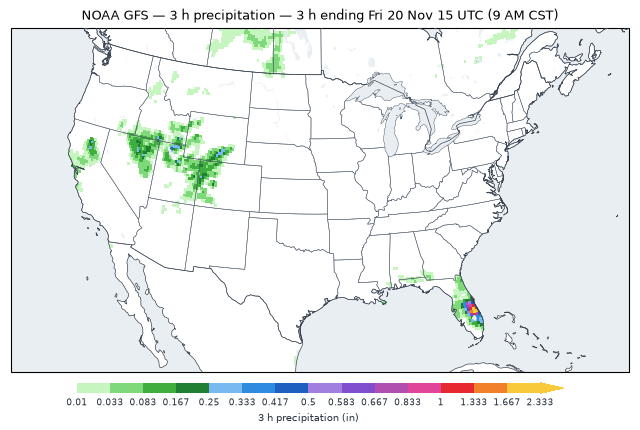 NOAA GFS — 3 h precipitation — 3 h ending Fri 20 Nov 15 UTC (9 AM CST)
0.01 0.033 0.083 0.167 0.25 0.333 0.417 0.5 0.583 0.667 0.833 1 1.333 1.667 2.333
3 h precipitation (in)